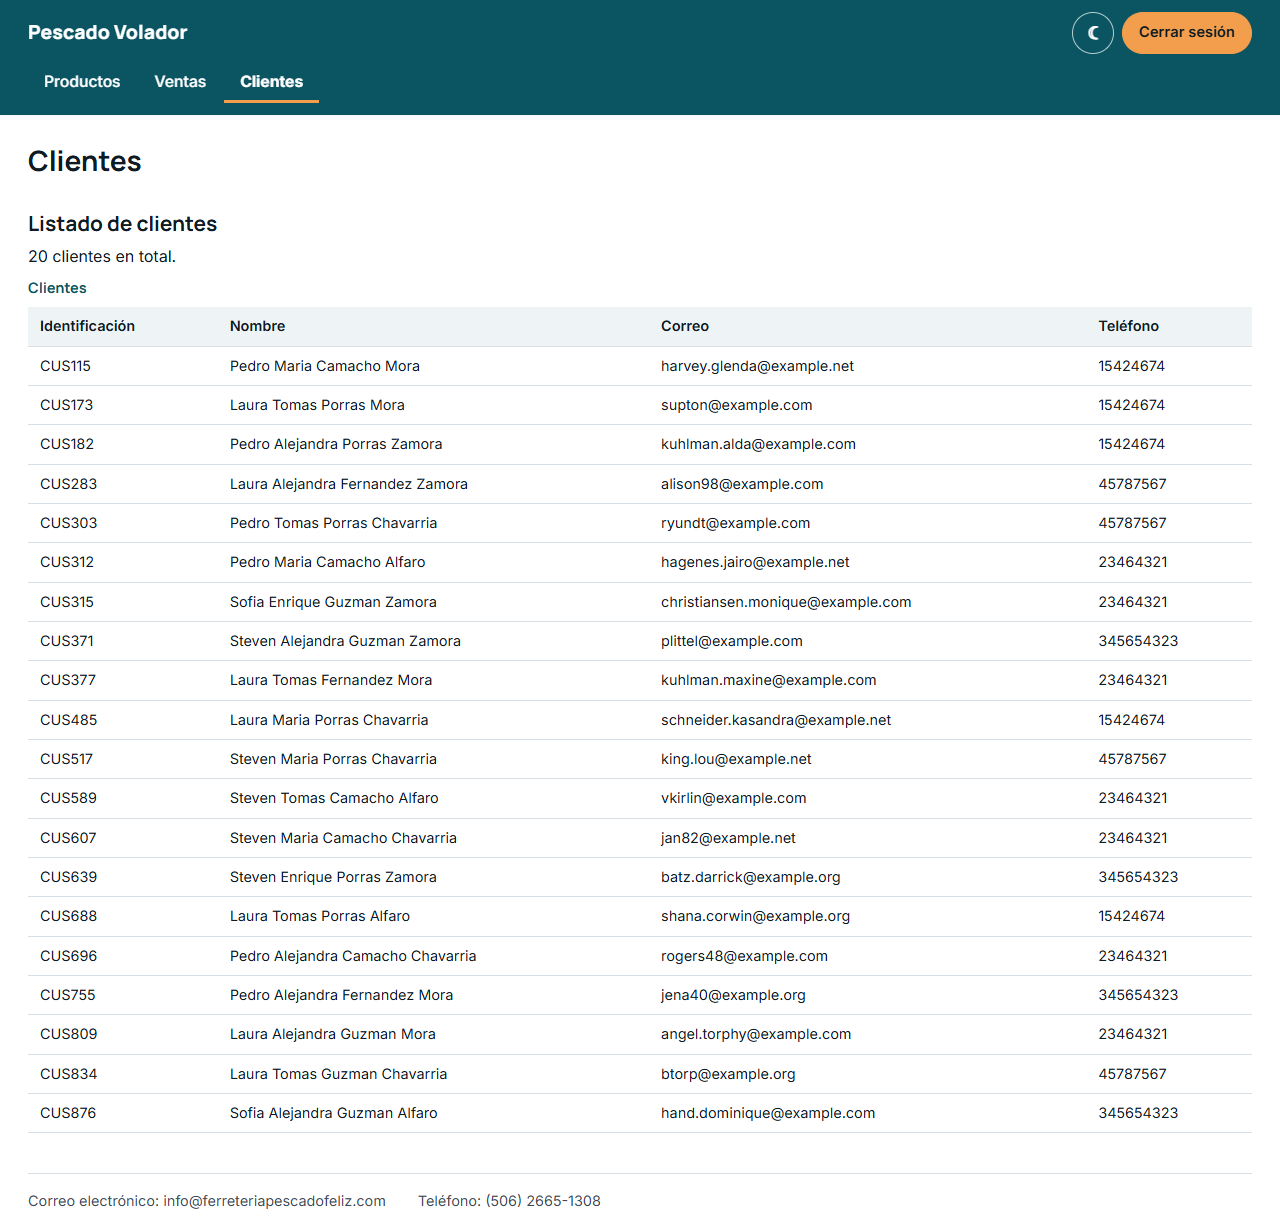 Pescado Volador
Cerrar sesión
Productos Ventas Clientes
Clientes
Listado de clientes
20 clientes en total.
Clientes
Identificación Nombre Correo Teléfono
CUS115 Pedro Maria Camacho Mora harvey.glenda@example.net 15424674
CUS173 Laura Tomas Porras Mora supton@example.com 15424674
CUS182 Pedro Alejandra Porras Zamora kuhlman.alda@example.com 15424674
CUS283 Laura Alejandra Fernandez Zamora alison98@example.com 45787567
CUS303 Pedro Tomas Porras Chavarria ryundt@example.com 45787567
CUS312 Pedro Maria Camacho Alfaro hagenes.jairo@example.net 23464321
CUS315 Sofia Enrique Guzman Zamora christiansen.monique@example.com 23464321
CUS371 Steven Alejandra Guzman Zamora plittel@example.com 345654323
CUS377 Laura Tomas Fernandez Mora kuhlman.maxine@example.com 23464321
CUS485 Laura Maria Porras Chavarria schneider.kasandra@example.net 15424674
CUS517 Steven Maria Porras Chavarria king.lou@example.net 45787567
CUS589 Steven Tomas Camacho Alfaro vkirlin@example.com 23464321
CUS607 Steven Maria Camacho Chavarria jan82@example.net 23464321
CUS639 Steven Enrique Porras Zamora batz.darrick@example.org 345654323
CUS688 Laura Tomas Porras Alfaro shana.corwin@example.org 15424674
CUS696 Pedro Alejandra Camacho Chavarria rogers48@example.com 23464321
CUS755 Pedro Alejandra Fernandez Mora jena40@example.org 345654323
CUS809 Laura Alejandra Guzman Mora angel.torphy@example.com 23464321
CUS834 Laura Tomas Guzman Chavarria btorp@example.org 45787567
CUS876 Sofia Alejandra Guzman Alfaro hand.dominique@example.com 345654323
Correo electrónico: info@ferreteriapescadofeliz.com Teléfono: (506) 2665-1308